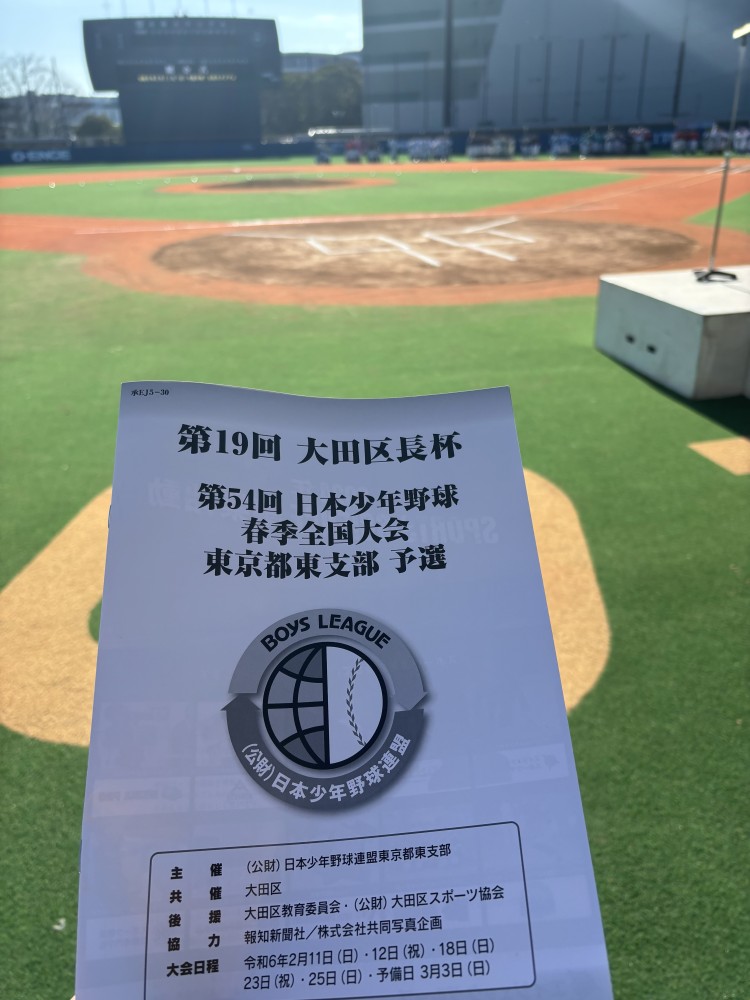 承EJ5-30
第19回 大田区長杯
第54回 日本少年野球
春季全国大会
東京都東支部 予選
BOYS LEAGUE
(公財)日本少年野球連盟
主 催 (公財)日本少年野球連盟東京都東支部
共 催 大田区
後 援 大田区教育委員会・(公財)大田区スポーツ協会
協 力 報知新聞社/株式会社共同写真企画
大会日程 令和6年2月11日(日)・12日(祝)・18日(日)
23日(祝)・25日(日)・予備日 3月3日(日)